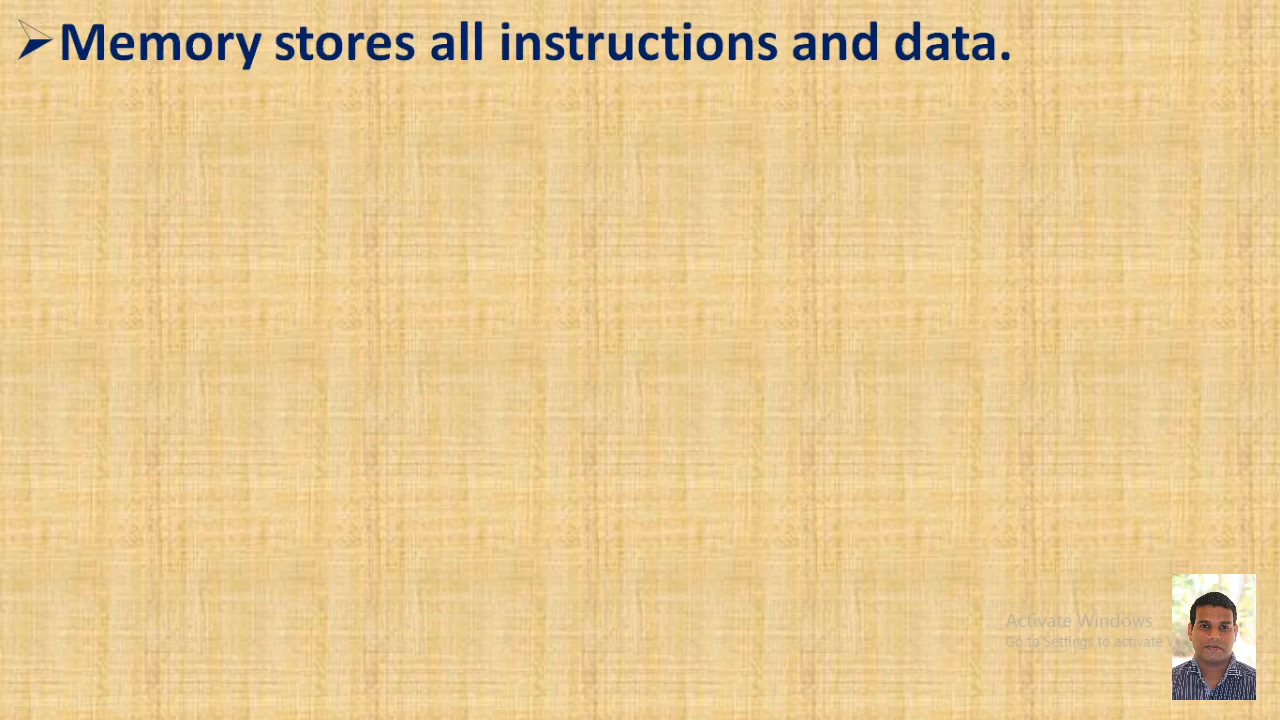 Memory stores all instructions and data.
Activate Windows
Go to Settings to activate